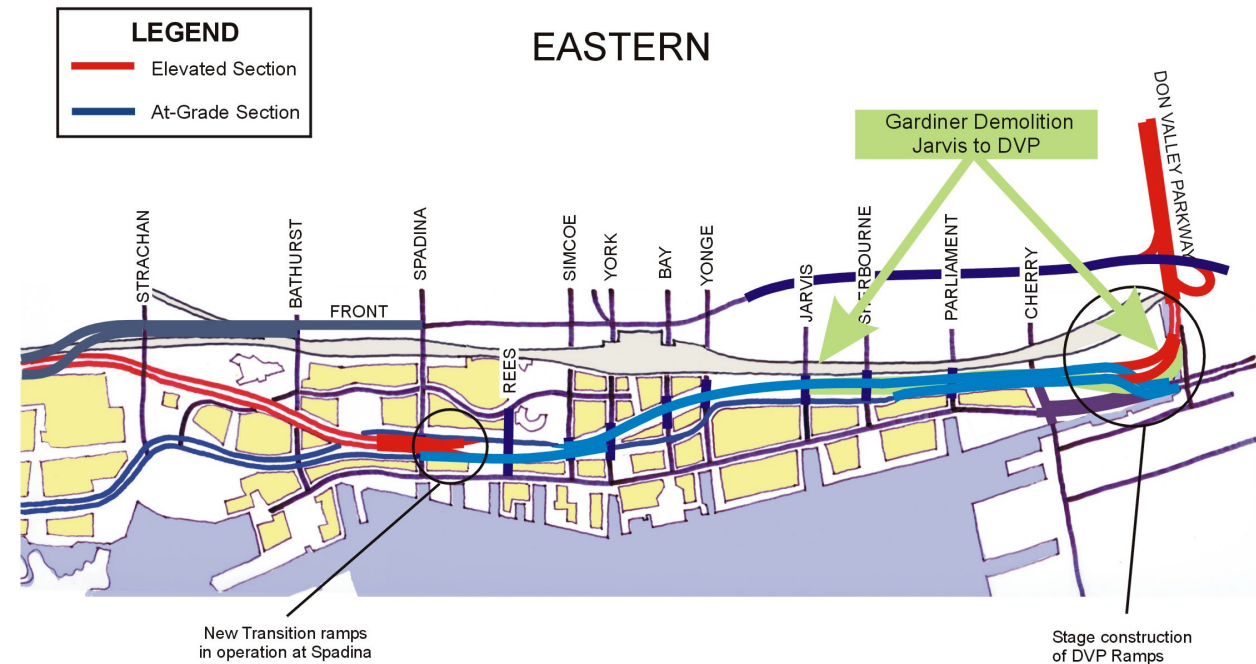 LEGEND
Elevated Section
At-Grade Section
EASTERN
Gardiner Demolition
Jarvis to DVP
DON VALLEY PARKWAY
STRACHAN
BATHURST
SPADINA
SIMCOE
YORK
BAY
YONGE
JARVIS
SHERBOURNE
PARLIAMENT
CHERRY
FRONT
REES
New Transition ramps
in operation at Spadina
Stage construction
of DVP Ramps